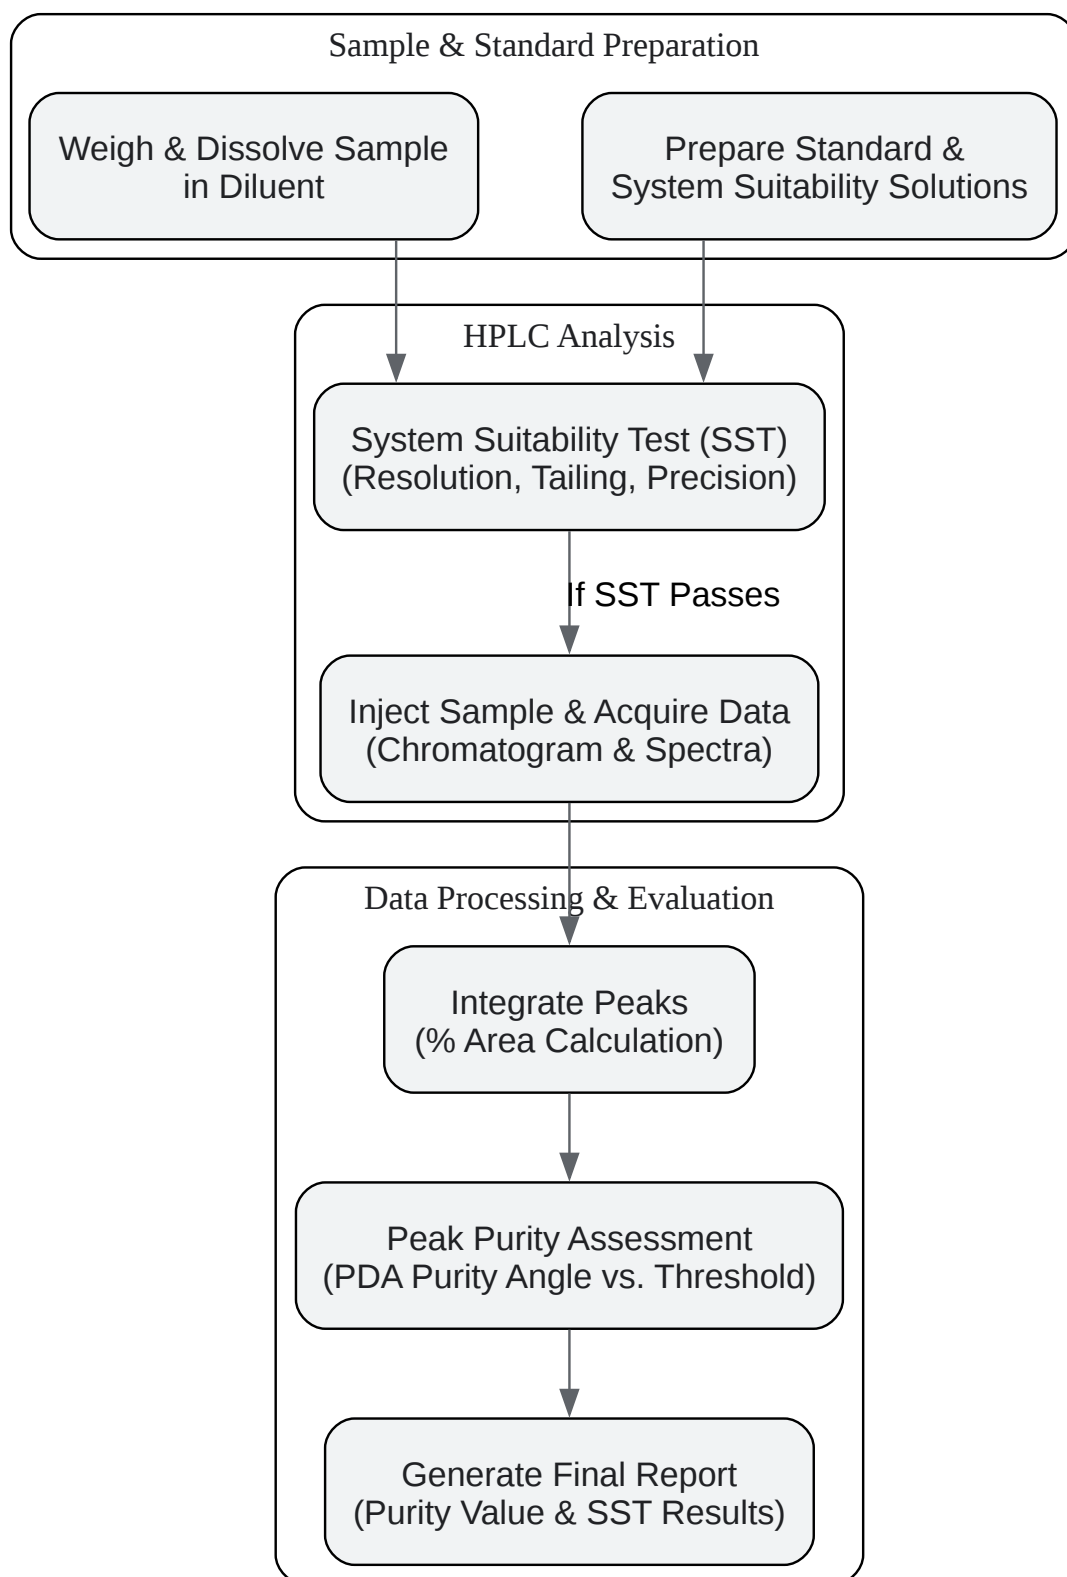 Sample & Standard Preparation
Weigh & Dissolve Sample
in Diluent
Prepare Standard &
System Suitability Solutions
HPLC Analysis
System Suitability Test (SST)
(Resolution, Tailing, Precision)
If SST Passes
Inject Sample & Acquire Data
(Chromatogram & Spectra)
Data Processing & Evaluation
Integrate Peaks
(% Area Calculation)
Peak Purity Assessment
(PDA Purity Angle vs. Threshold)
Generate Final Report
(Purity Value & SST Results)